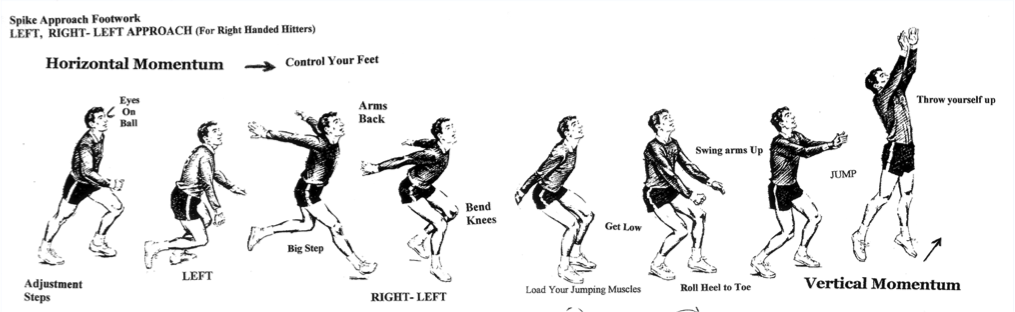 Spike Approach Footwork
LEFT, RIGHT- LEFT APPROACH (For Right Handed Hitters)
Horizontal Momentum
Control Your Feet
Eyes
On
Ball
Arms
Back
Throw yourself up
Swing arms Up
JUMP
Bend
Knees
Get Low
Big Step
LEFT
Adjustment
Steps
RIGHT- LEFT
Load Your Jumping Muscles
Roll Heel to Toe
Vertical Momentum